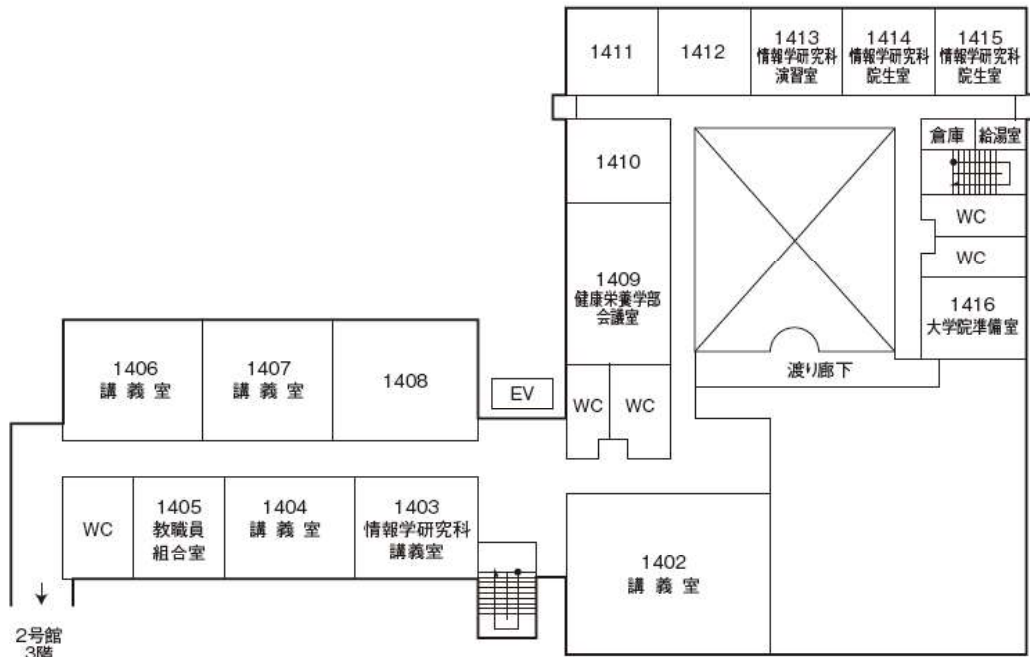 1411
1412
1413
情報学研究科
演習室
1414
情報学研究科
院生室
1415
情報学研究科
院生室
倉庫
給湯室
1410
WC
WC
1409
健康栄養学部
会議室
1416
大学院準備室
渡り廊下
1406
講義室
1407
講義室
1408
EV
WC
WC
WC
1405
教職員
組合室
1404
講義室
1403
情報学研究科
講義室
1402
講義室
2号館
3階